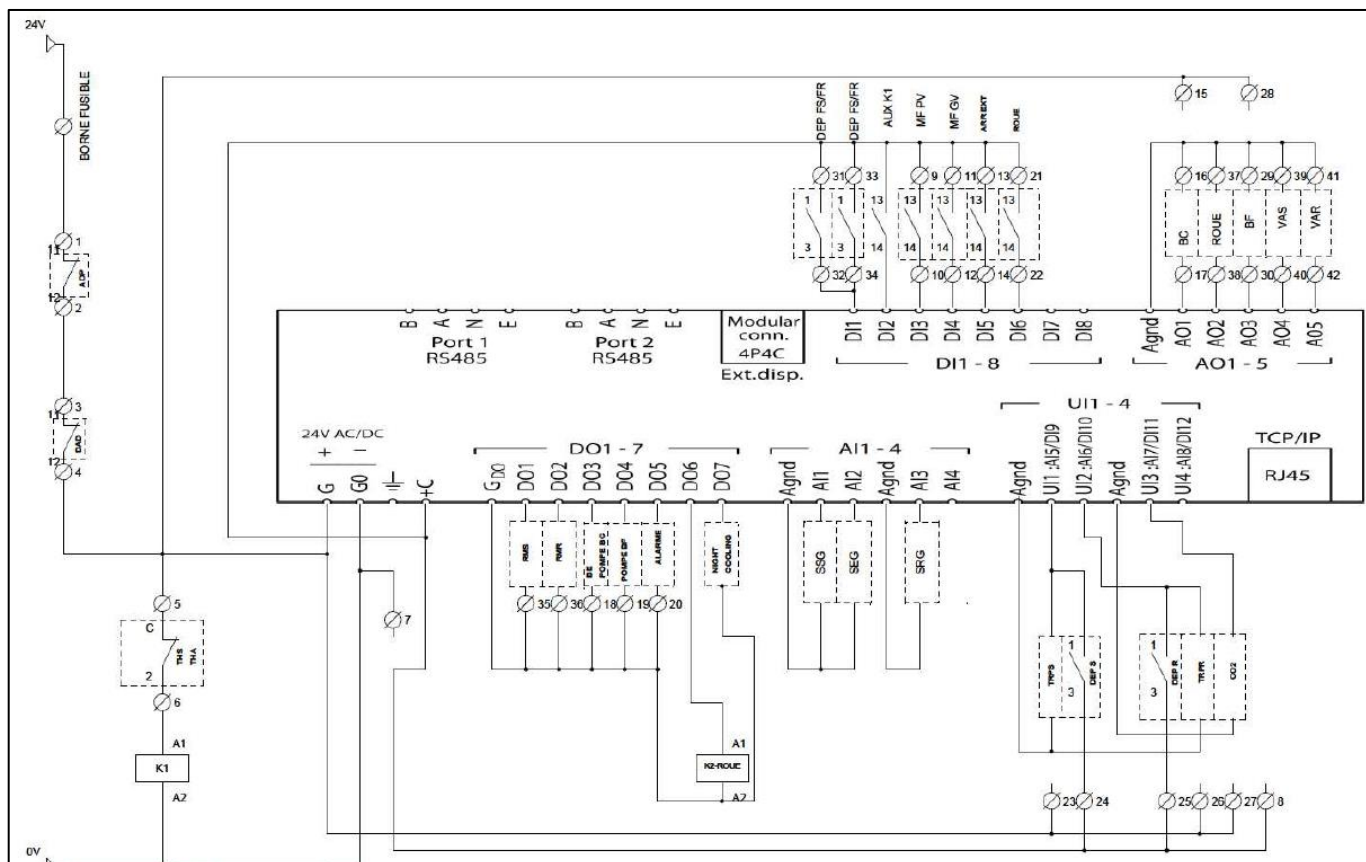 24V
BORNE FUSIBLE
15 28
DEP FS/FR DEP FS/FR AUX K1 MF PV MF GV ARR EXT ROUE
31 33 9 11 13 21
16 37 29 39 41
1 1 13 13 13 13 13
BC ROUE BF VAS VAR
3 3 14 14 14 14 14
32 34 10 12 14 22
17 38 30 40 42
1
11
ADP
12
2
B A N E B A N E
Port 1 RS485
Port 2 RS485
Modular conn. 4P4C
Ext.disp.
DI1 DI2 DI3 DI4 DI5 DI6 DI7 DI8
DI1 - 8
Agnd AO1 AO2 AO3 AO4 A05
AO1 - 5
3
11
DAD
12
4
24V AC/DC
+ −
G G0 +C
DO1 - 7
GDO DO1 DO2 DO3 DO4 DO5 DO6 DO7
AI1 - 4
Agnd AI1 AI2 Agnd AI3 AI4
UI1 - 4
Agnd UI1 :AI5/DI9 UI2 :AI6/DI10 Agnd UI3 :AI7/DI11 UI4 :AI8/DI12
TCP/IP
RJ45
RMS RMR BE POMPE BC POMPE BF ALARME NIGHT COOLING
SSG SEG SRG
35 36 18 19 20
7
5
C
THS THA
2
6
TRPS 1 3 DEP S 1 3 DEP R TRPR CO2
A1
K1
A2
A1
K2-ROUE
A2
23 24 25 26 27 8
0V